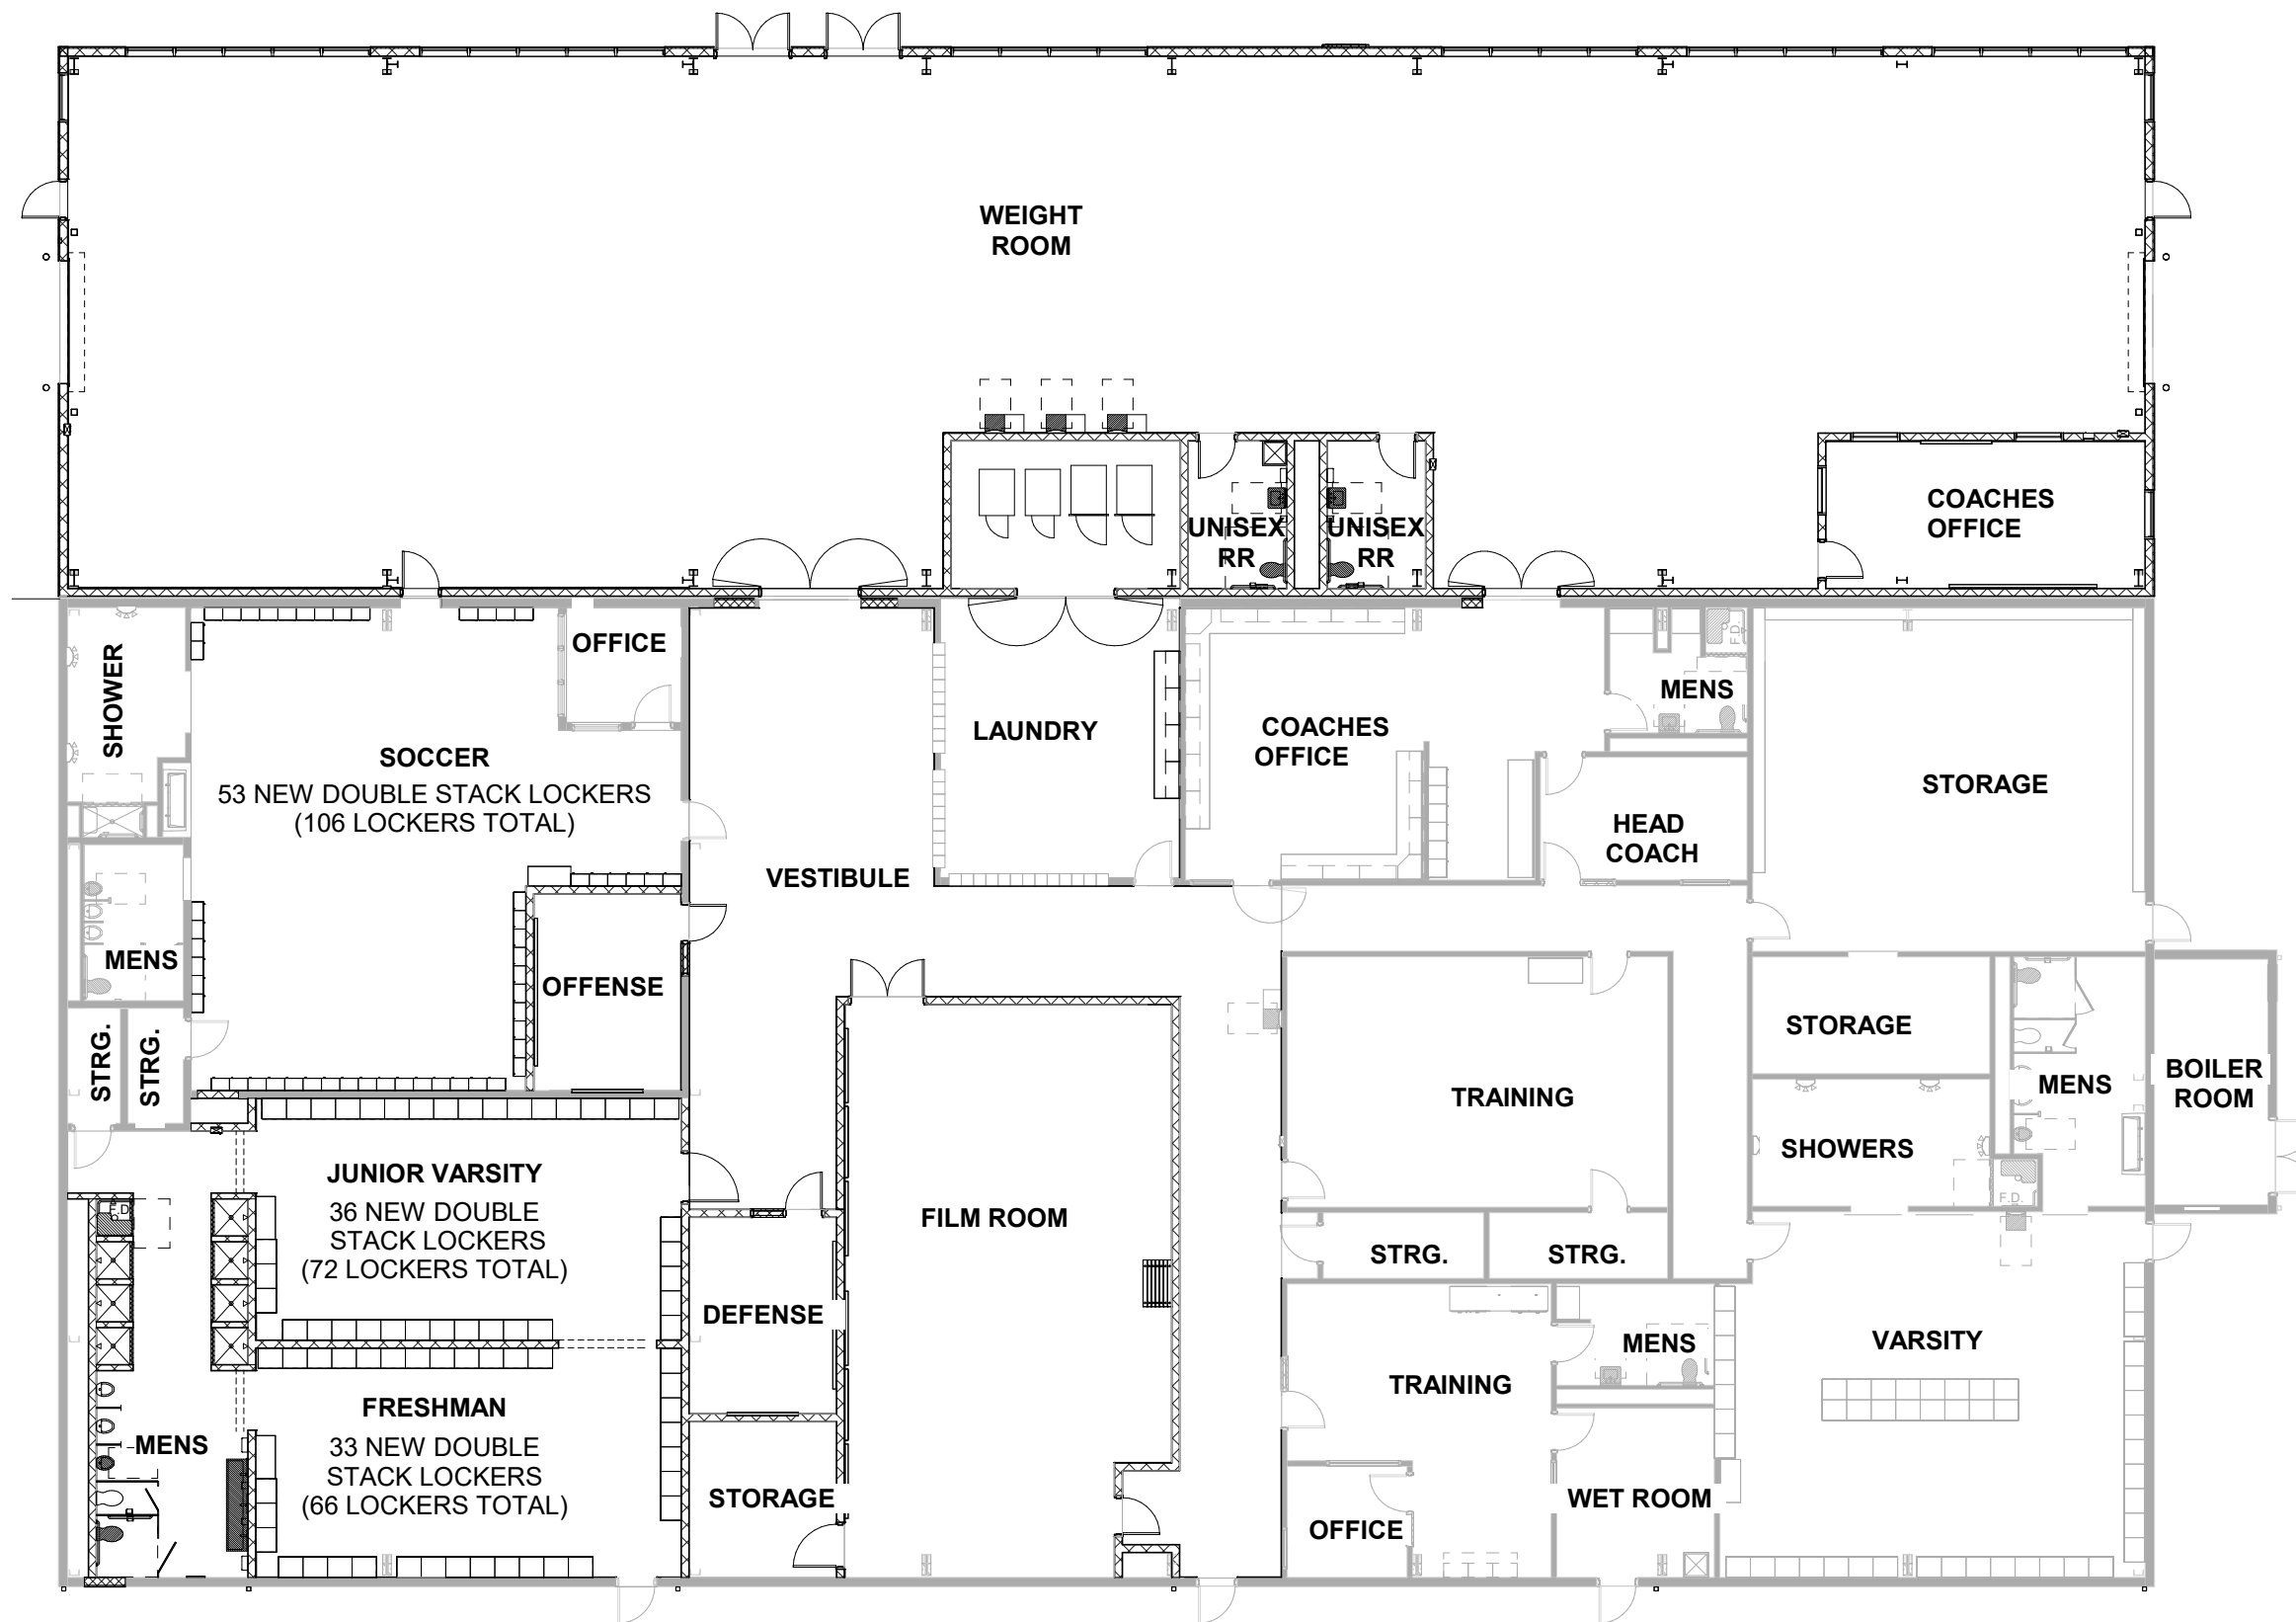 WEIGHT
ROOM
COACHES
OFFICE
UNISEX
RR
UNISEX
RR
SHOWER
OFFICE
F.D.
MENS
LAUNDRY
COACHES
OFFICE
SOCCER
53 NEW DOUBLE STACK LOCKERS
(106 LOCKERS TOTAL)
STORAGE
HEAD
COACH
VESTIBULE
MENS
OFFENSE
STRG.
STRG.
STORAGE
TRAINING
MENS
BOILER
ROOM
SHOWERS
F.D.
JUNIOR VARSITY
36 NEW DOUBLE
STACK LOCKERS
(72 LOCKERS TOTAL)
F.D
FILM ROOM
STRG.
STRG.
DEFENSE
MENS
VARSITY
TRAINING
FRESHMAN
33 NEW DOUBLE
STACK LOCKERS
(66 LOCKERS TOTAL)
MENS
STORAGE
WET ROOM
OFFICE